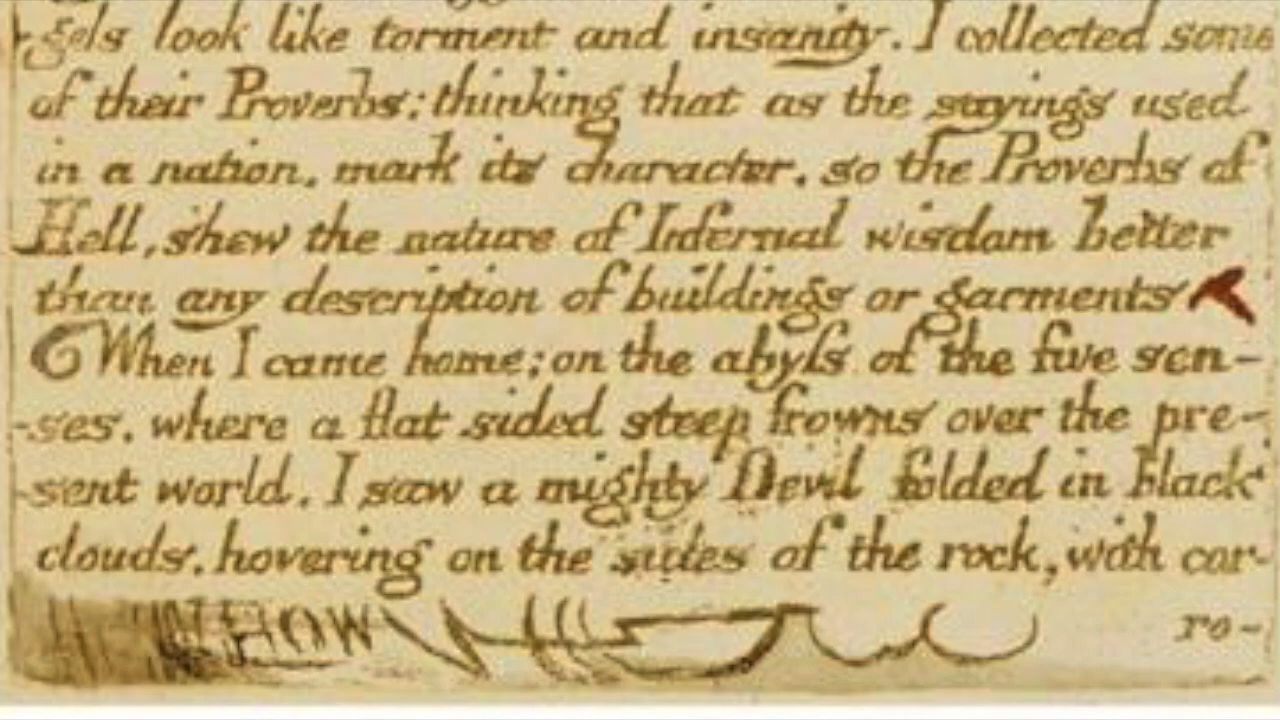 -gels look like torment and insanity. I collected some
of their Proverbs: thinking that as the sayings used
in a nation, mark its character, so the Proverbs of
Hell, shew the nature of Infernal wisdom better
than any description of buildings or garments
When I came home; on the abyſs of the five sen-
-ses, where a flat sided steep frowns over the pre-
-sent world. I saw a mighty Devil folded in black
clouds, hovering on the sides of the rock, with cor-
HOW
ro-